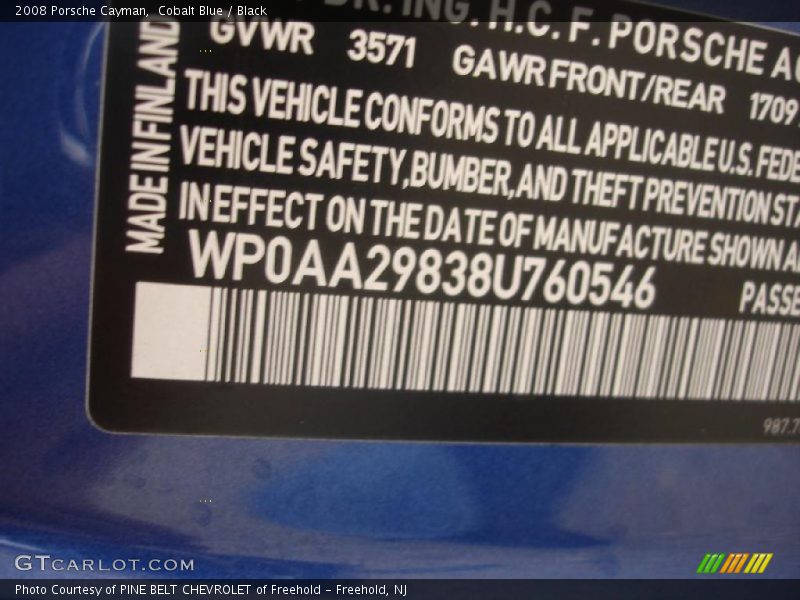 2008 Porsche Cayman, Cobalt Blue / Black
DR. ING. H.C. F. PORSCHE
GVWR 3571 GAWR FRONT/REAR 1709
MADE IN FINLAND
THIS VEHICLE CONFORMS TO ALL APPLICABLE U.S. FEDE
VEHICLE SAFETY, BUMBER, AND THEFT PREVENTION STA
IN EFFECT ON THE DATE OF MANUFACTURE SHOWN A
WP0AA29838U760546 PASSE
987.7
GTCARLOT.COM
Photo Courtesy of PINE BELT CHEVROLET of Freehold - Freehold, NJ